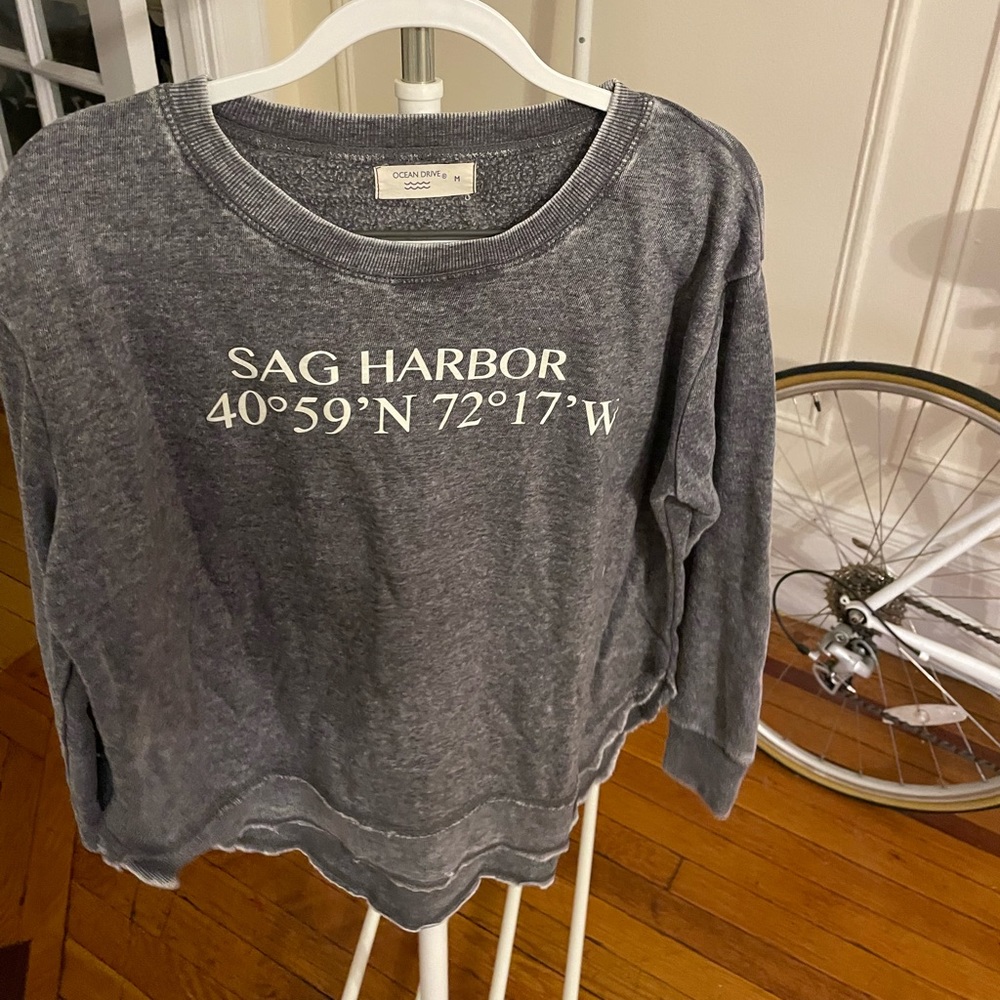 OCEAN DRIVE® M
SAG HARBOR
40°59’N 72°17’W